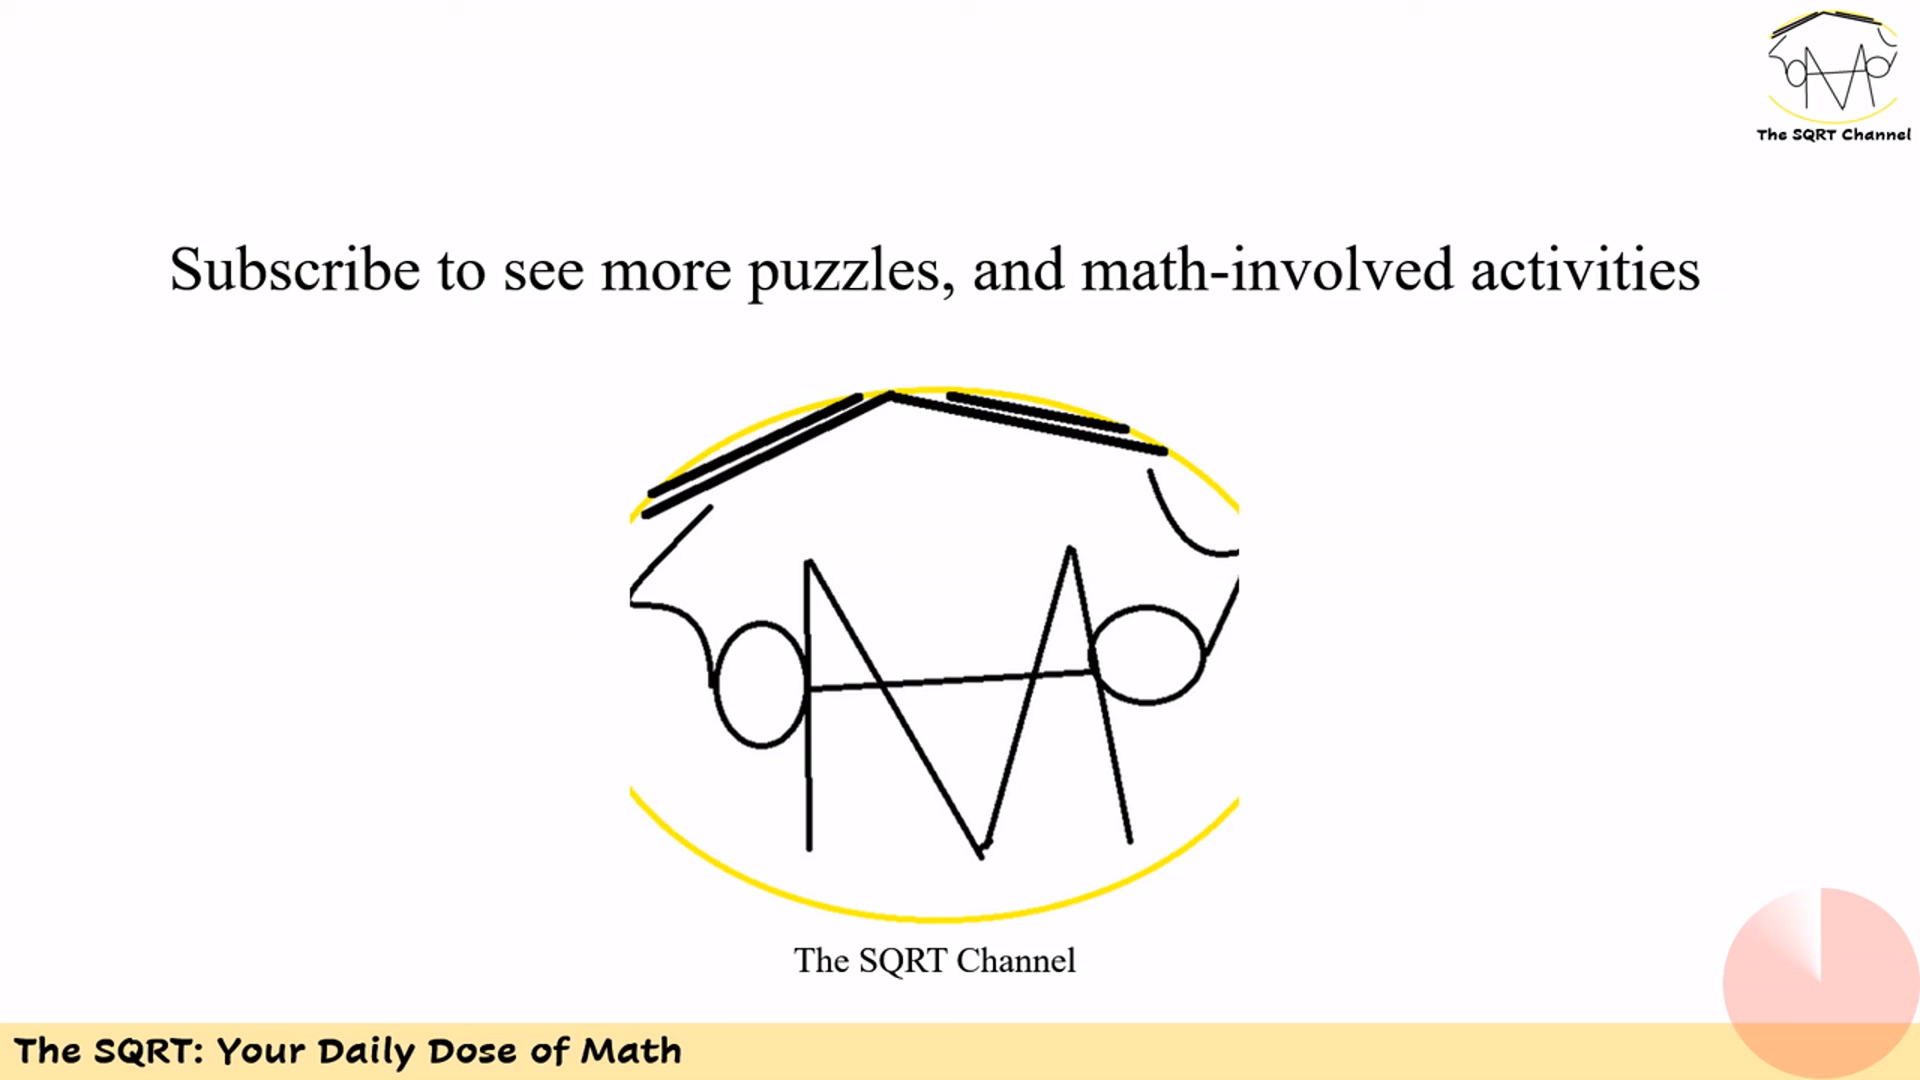 The SQRT Channel
Subscribe to see more puzzles, and math-involved activities
The SQRT Channel
The SQRT: Your Daily Dose of Math